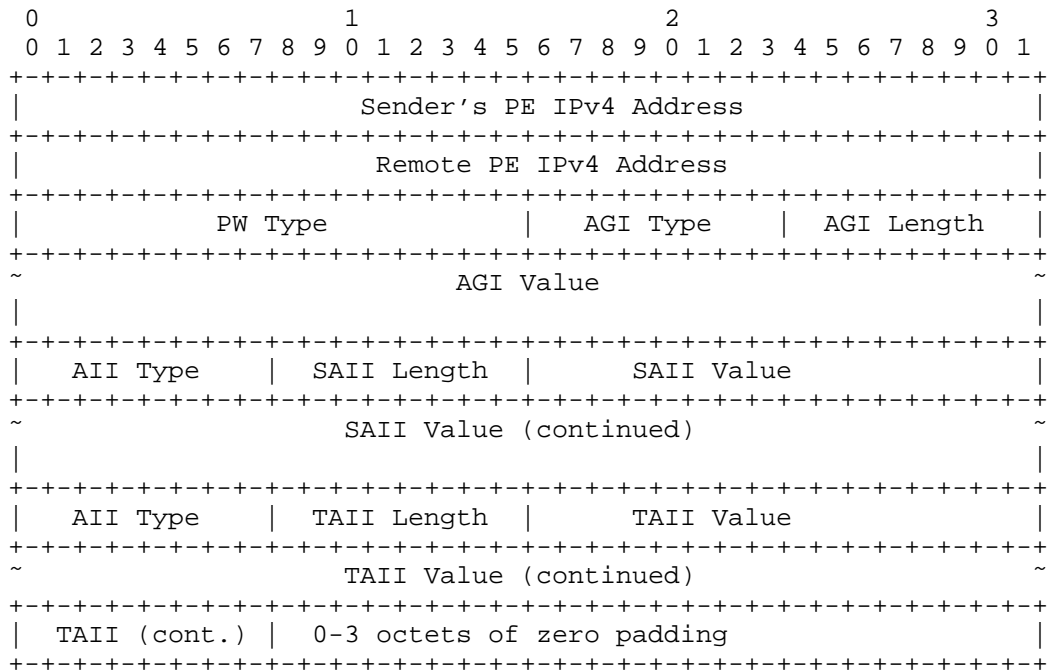 0                   1                   2                   3
 0 1 2 3 4 5 6 7 8 9 0 1 2 3 4 5 6 7 8 9 0 1 2 3 4 5 6 7 8 9 0 1
+-+-+-+-+-+-+-+-+-+-+-+-+-+-+-+-+-+-+-+-+-+-+-+-+-+-+-+-+-+-+-+-+
|                     Sender’s PE IPv4 Address                  |
+-+-+-+-+-+-+-+-+-+-+-+-+-+-+-+-+-+-+-+-+-+-+-+-+-+-+-+-+-+-+-+-+
|                      Remote PE IPv4 Address                   |
+-+-+-+-+-+-+-+-+-+-+-+-+-+-+-+-+-+-+-+-+-+-+-+-+-+-+-+-+-+-+-+-+
|            PW Type            |   AGI Type    |  AGI Length   |
+-+-+-+-+-+-+-+-+-+-+-+-+-+-+-+-+-+-+-+-+-+-+-+-+-+-+-+-+-+-+-+-+
~                           AGI Value                           ~
|                                                               |
+-+-+-+-+-+-+-+-+-+-+-+-+-+-+-+-+-+-+-+-+-+-+-+-+-+-+-+-+-+-+-+-+
|   AII Type    |  SAII Length  |      SAII Value               |
+-+-+-+-+-+-+-+-+-+-+-+-+-+-+-+-+-+-+-+-+-+-+-+-+-+-+-+-+-+-+-+-+
~                    SAII Value (continued)                     ~
|                                                               |
+-+-+-+-+-+-+-+-+-+-+-+-+-+-+-+-+-+-+-+-+-+-+-+-+-+-+-+-+-+-+-+-+
|   AII Type    |  TAII Length  |      TAII Value               |
+-+-+-+-+-+-+-+-+-+-+-+-+-+-+-+-+-+-+-+-+-+-+-+-+-+-+-+-+-+-+-+-+
~                    TAII Value (continued)                     ~
+-+-+-+-+-+-+-+-+-+-+-+-+-+-+-+-+-+-+-+-+-+-+-+-+-+-+-+-+-+-+-+-+
|  TAII (cont.) |  0-3 octets of zero padding                   |
+-+-+-+-+-+-+-+-+-+-+-+-+-+-+-+-+-+-+-+-+-+-+-+-+-+-+-+-+-+-+-+-+